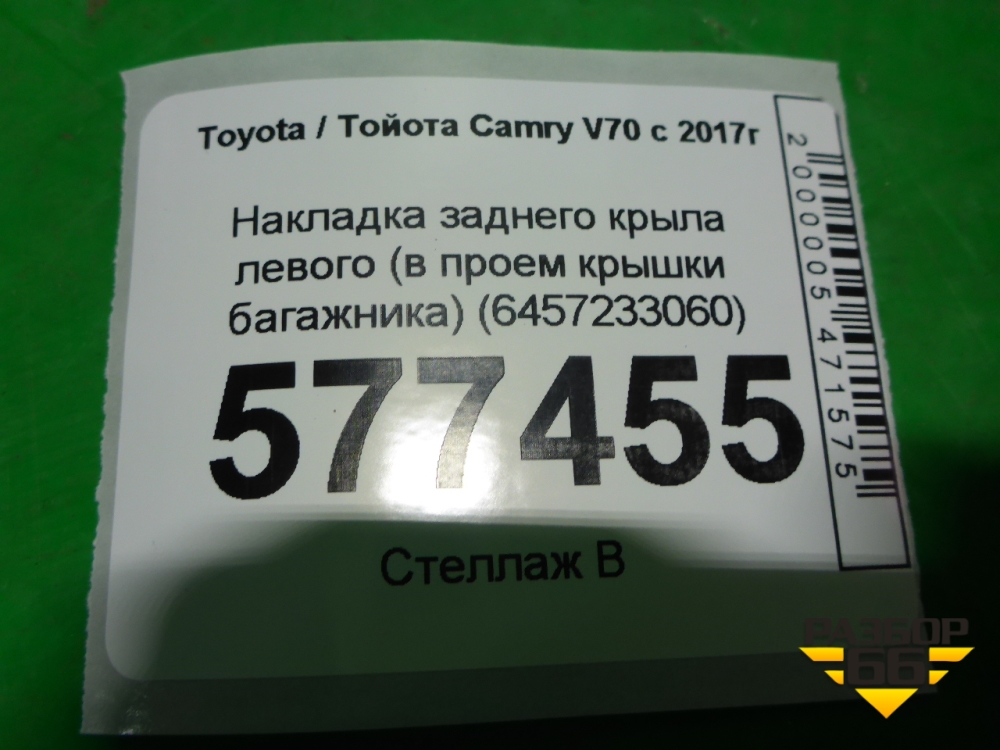 Toyota / Тойота Camry V70 с 2017г
Накладка заднего крыла
левого (в проем крышки
багажника) (6457233060)
577455
Стеллаж В
2000005471575
РАЗБОР
66